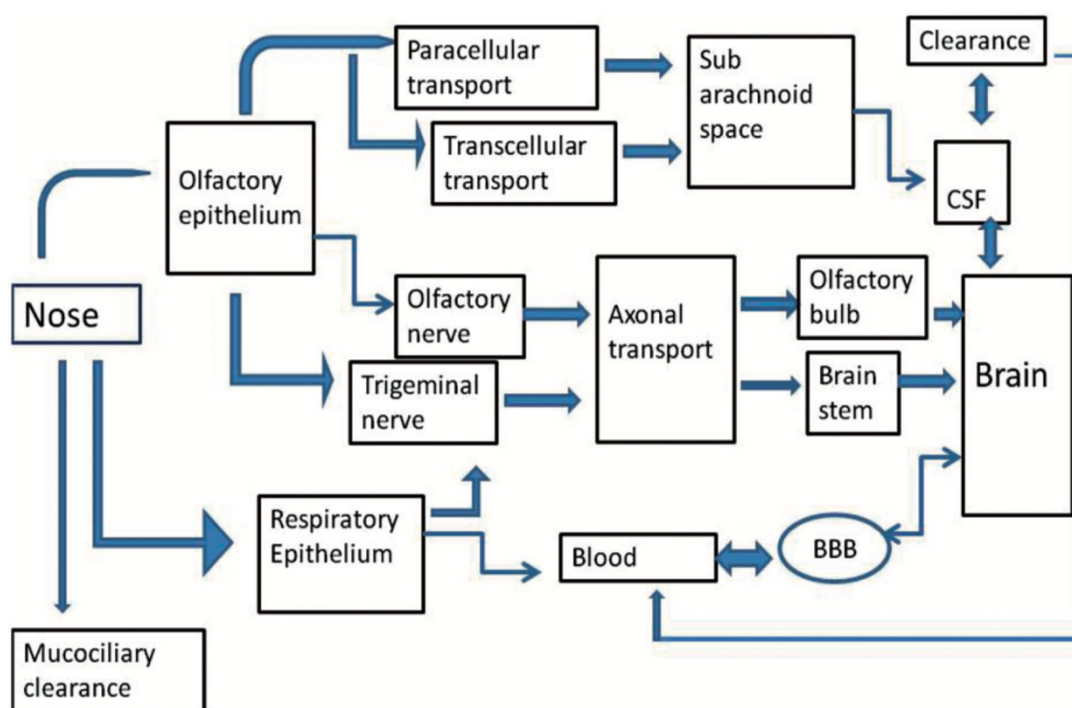 Paracellular
transport
Clearance
Sub
arachnoid
space
Transcellular
transport
Olfactory
epithelium
CSF
Nose
Olfactory
nerve
Axonal
transport
Olfactory
bulb
Brain
Trigeminal
nerve
Brain
stem
Respiratory
Epithelium
Blood
BBB
Mucociliary
clearance